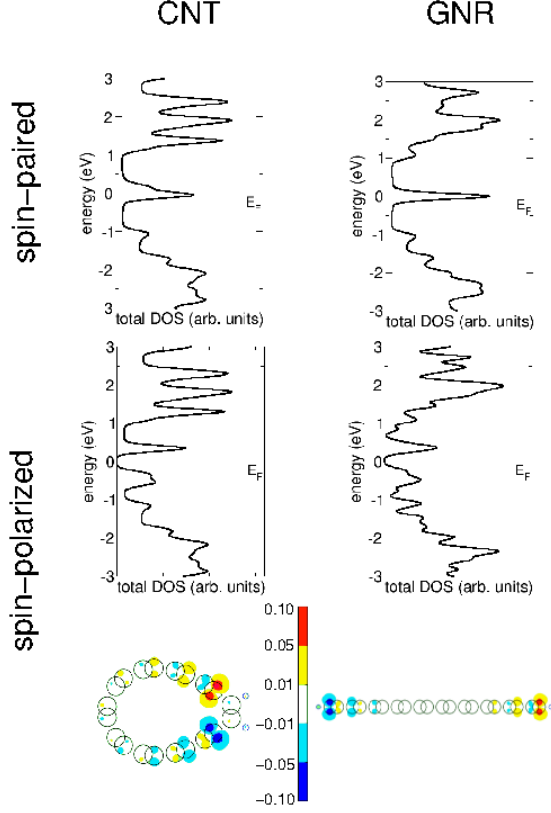 CNT GNR
spin-paired
3
2
1
0
-1
-2
3
energy (eV)
E_F
total DOS (arb. units)
3
2
1
0
-1
-2
-3
energy (eV)
E_F
total DOS (arb. units)
spin-polarized
3
2
1
0
-1
-2
-3
energy (eV)
E_F
total DOS (arb. units)
3
2
1
0
-1
-2
-3
energy (eV)
E_F
total DOS (arb. units)
0.10
0.05
0.01
-0.01
-0.05
-0.10